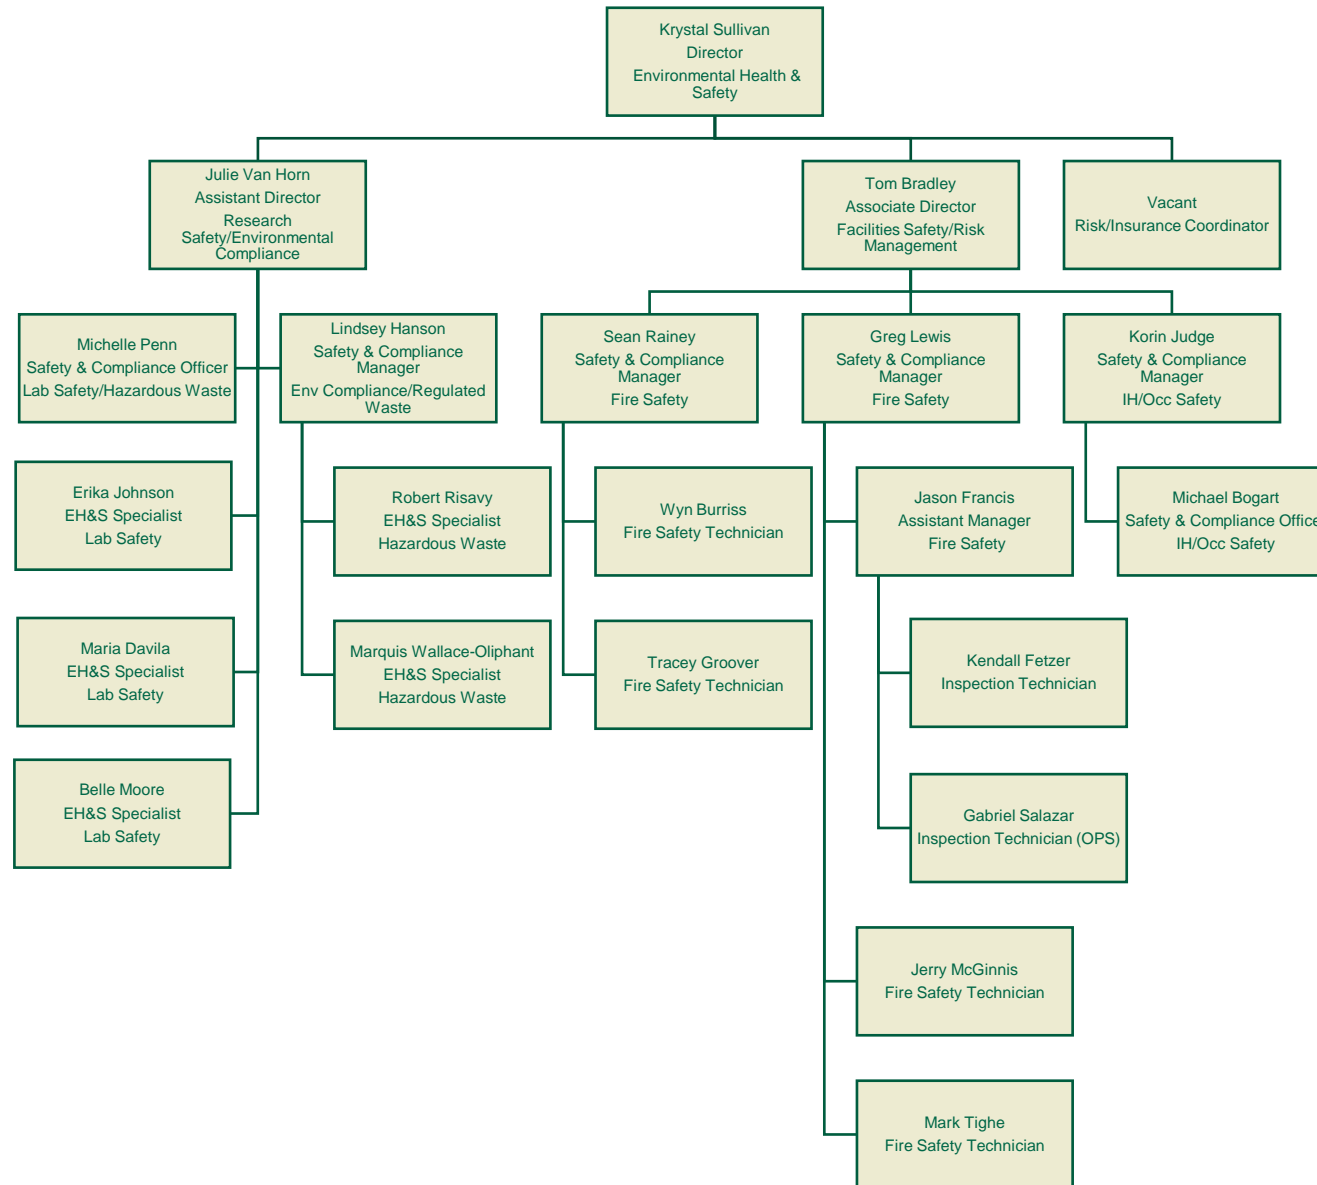 Krystal Sullivan
Director
Environmental Health &
Safety
Julie Van Horn
Assistant Director
Research
Safety/Environmental
Compliance
Tom Bradley
Associate Director
Facilities Safety/Risk
Management
Vacant
Risk/Insurance Coordinator
Michelle Penn
Safety & Compliance Officer
Lab Safety/Hazardous Waste
Lindsey Hanson
Safety & Compliance
Manager
Env Compliance/Regulated
Waste
Sean Rainey
Safety & Compliance
Manager
Fire Safety
Greg Lewis
Safety & Compliance
Manager
Fire Safety
Korin Judge
Safety & Compliance
Manager
IH/Occ Safety
Erika Johnson
EH&S Specialist
Lab Safety
Robert Risavy
EH&S Specialist
Hazardous Waste
Wyn Burriss
Fire Safety Technician
Jason Francis
Assistant Manager
Fire Safety
Michael Bogart
Safety & Compliance Office
IH/Occ Safety
Maria Davila
EH&S Specialist
Lab Safety
Marquis Wallace-Oliphant
EH&S Specialist
Hazardous Waste
Tracey Groover
Fire Safety Technician
Kendall Fetzer
Inspection Technician
Belle Moore
EH&S Specialist
Lab Safety
Gabriel Salazar
Inspection Technician (OPS)
Jerry McGinnis
Fire Safety Technician
Mark Tighe
Fire Safety Technician